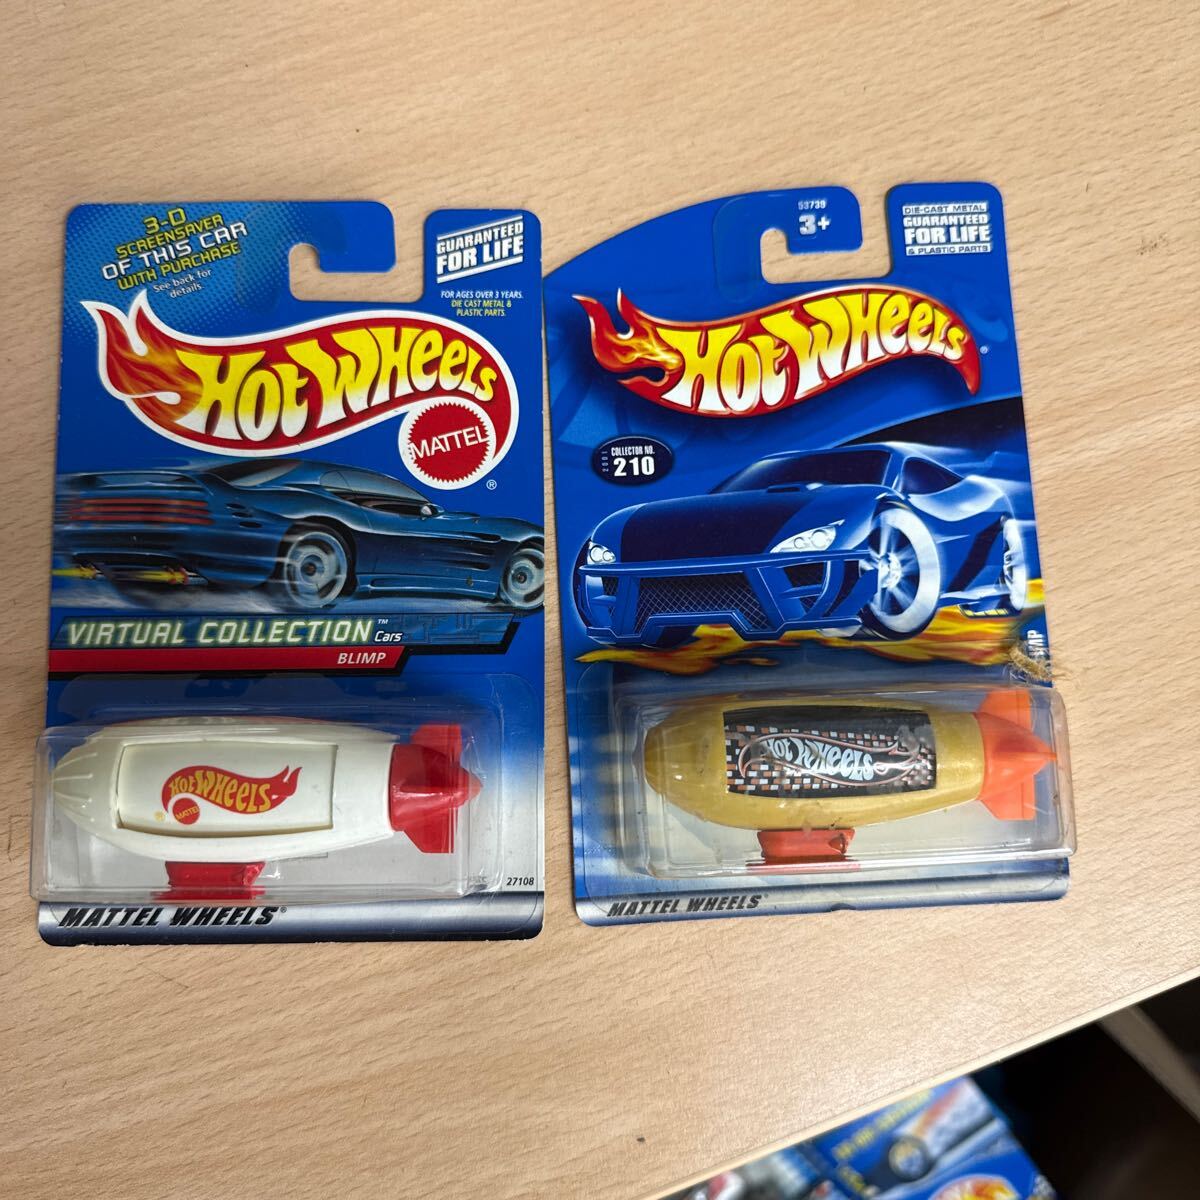 3-D
SCREENSAVER
OF THIS CAR
WITH PURCHASE
See back for
details
GUARANTEED
FOR LIFE
FOR AGES OVER 3 YEARS.
DIE CAST METAL &
PLASTIC PARTS.
HOT WHEELS
MATTEL
®
VIRTUAL COLLECTION™
Cars
BLIMP
HOT WHEELS
MATTEL
®
27108
MATTEL WHEELS®
53739
3+
DIE-CAST METAL
GUARANTEED
FOR LIFE
& PLASTIC PARTS
HOT WHEELS
®
2001
COLLECTOR NO.
210
HOT WHEELS
MATTEL WHEELS®